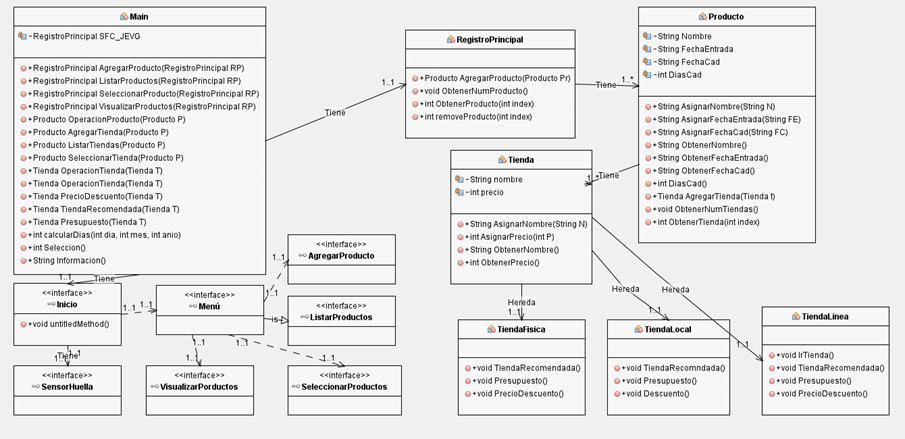 Main
-RegistroPrincipal SFC_JEVG
+RegistroPrincipal AgregarProducto(RegistroPrincipal RP)
+RegistroPrincipal ListarProductos(RegistroPrincipal RP)
+RegistroPrincipal SeleccionarProducto(RegistroPrincipal RP)
+RegistroPrincipal VisualizarProductos(RegistroPrincipal RP)
+Producto OperacionProducto(Producto P)
+Producto AgregarTienda(Producto P)
+Producto ListarTiendas(Producto P)
+Producto SeleccionarTienda(Producto P)
+Tienda OperacionTienda(Tienda T)
+Tienda OperacionTienda(Tienda T)
+Tienda PrecioDescuento(Tienda T)
+Tienda TiendaRecomendada(Tienda T)
+Tienda Presupuesto(Tienda T)
+int calcularDias(int dia, int mes, int anio)
+int Seleccion()
+String Informacion()
1..1
Tiene
RegistroPrincipal
+Producto AgregarProducto(Producto Pr)
+void ObtenerNumProducto()
+int ObtenerProducto(int index)
+int removeProducto(int index)
1..*
Tiene
Producto
-String Nombre
-String FechaEntrada
-String FechaCad
-int DiasCad
+String AsignarNombre(String N)
+String AsignarFechaEntrada(String FE)
+String AsignarFechaCad(String FC)
+String ObtenerNombre()
+String ObtenerFechaEntrada()
+String ObtenerFechaCad()
+int DiasCad()
+Tienda AgregarTienda(Tienda t)
+void ObtenerNumTiendas()
+int ObtenerTienda(int index)
1..*
Tiene
Tienda
-String nombre
-int precio
+String AsignarNombre(String N)
+int AsignarPrecio(int P)
+String ObtenerNombre()
+int ObtenerPrecio()
Hereda
1..1
Hereda
1..1
Hereda
1..1
TiendaFisica
+void TiendaRecomendada()
+void Presupuesto()
+void PrecioDescuento()
TiendaLocal
+void TiendaRecomndada()
+void Presupuesto()
+void Descuento()
TiendaLinea
+void IrTienda()
+void TiendaRecomendada()
+void Presupuesto()
+void PrecioDescuento()
1..1
Tiene
<<interface>>
Inicio
+void untitledMethod()
1..1
1..1
<<interface>>
Menú
1..1
1..1
<<interface>>
AgregarProducto
is
<<interface>>
ListarProductos
Tiene
1..1
1..1
<<interface>>
SensorHuella
1..1
1..1
<<interface>>
VisualizarProductos
1..1
1..1
<<interface>>
SeleccionarProductos